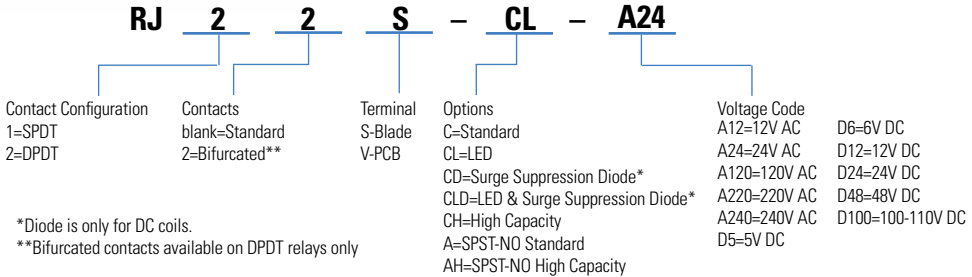 RJ 2 2 S – CL – A24
Contact Configuration
1=SPDT
2=DPDT
Contacts
blank=Standard
2=Bifurcated**
Terminal
S-Blade
V-PCB
Options
C=Standard
CL=LED
CD=Surge Suppression Diode*
CLD=LED & Surge Suppression Diode*
CH=High Capacity
A=SPST-NO Standard
AH=SPST-NO High Capacity
Voltage Code
A12=12V AC
A24=24V AC
A120=120V AC
A220=220V AC
A240=240V AC
D5=5V DC
D6=6V DC
D12=12V DC
D24=24V DC
D48=48V DC
D100=100-110V DC
*Diode is only for DC coils.
**Bifurcated contacts available on DPDT relays only